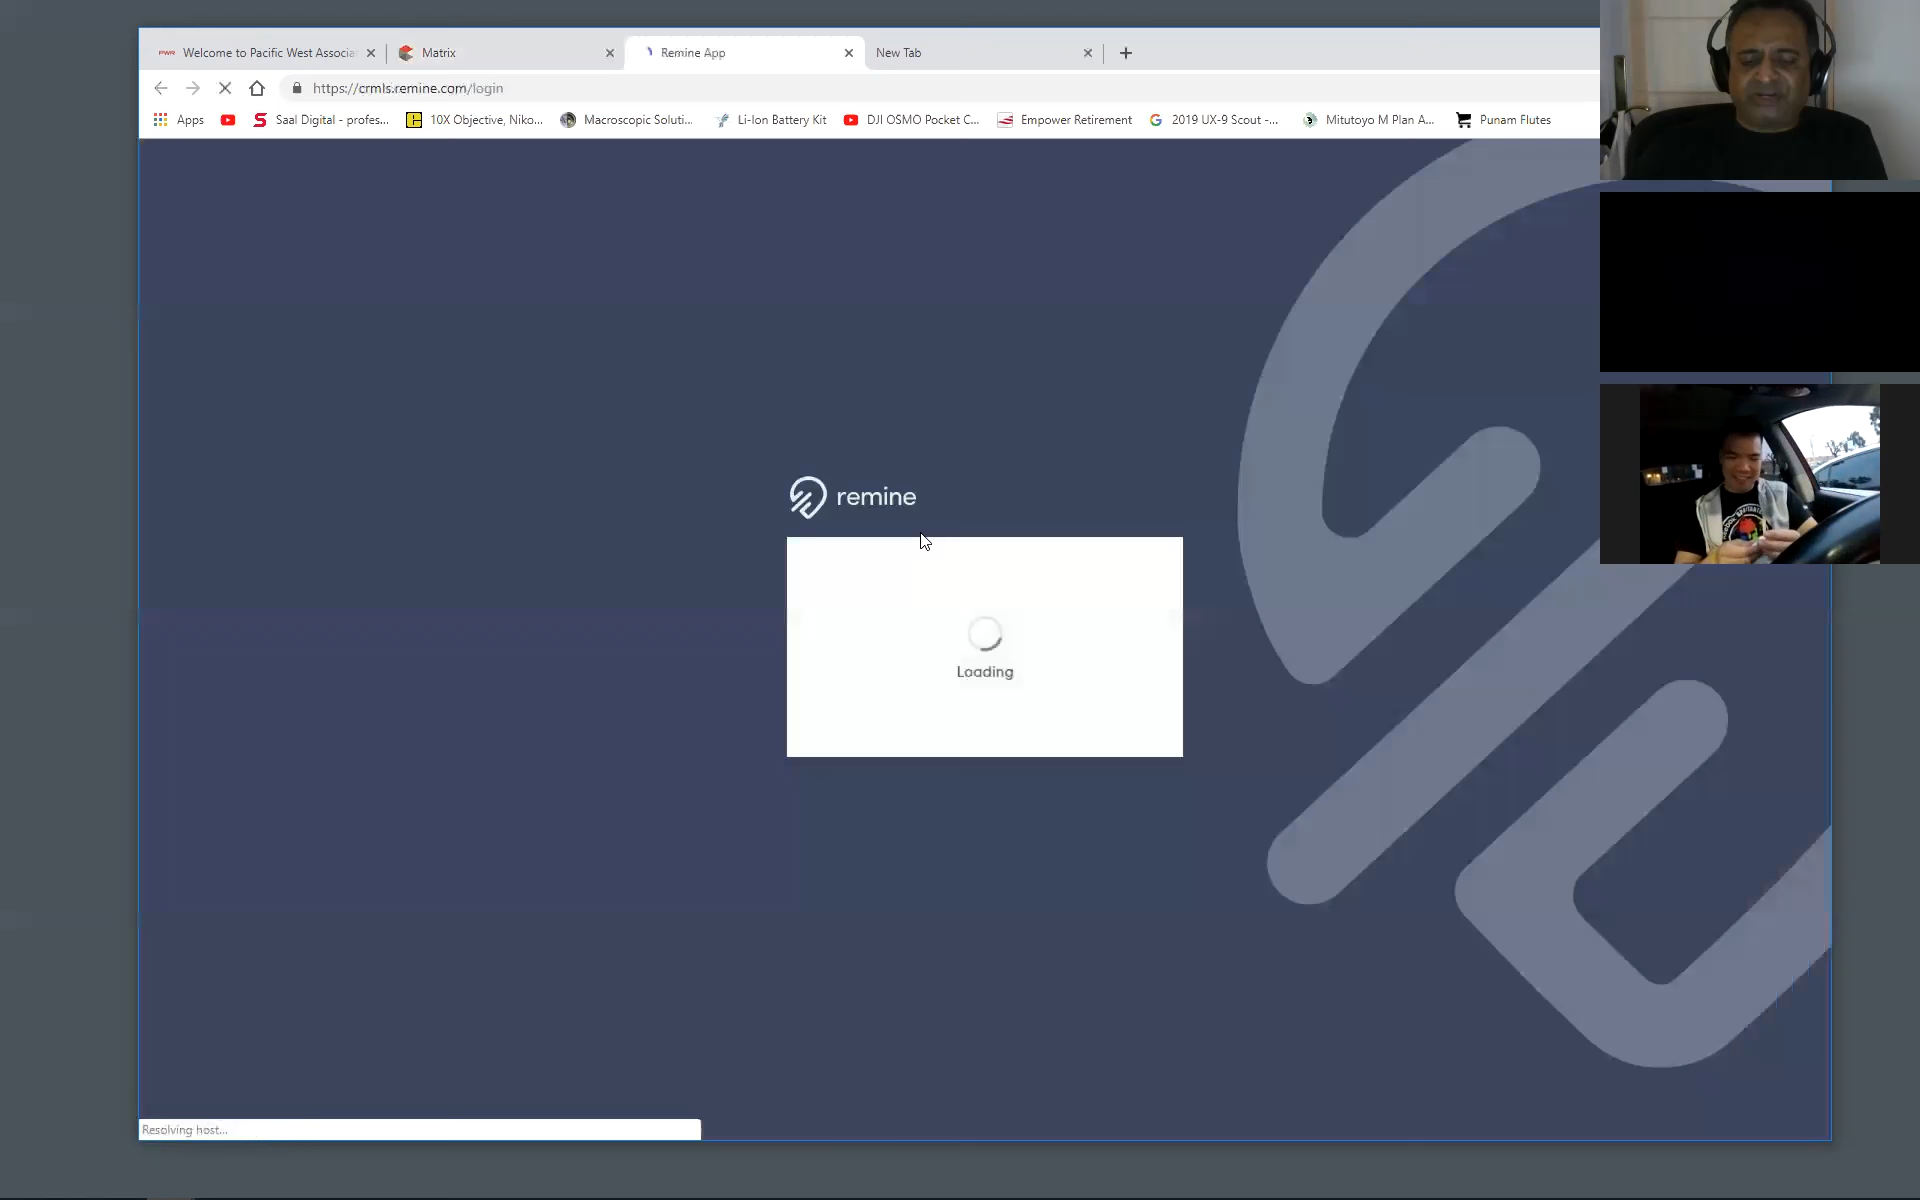 PWR Welcome to Pacific West Associa
Matrix
Remine App
New Tab
https://crmls.remine.com/login
Apps
Saal Digital - profes...
10X Objective, Niko...
Macroscopic Soluti...
Li-Ion Battery Kit
DJI OSMO Pocket C...
Empower Retirement
2019 UX-9 Scout -...
Mitutoyo M Plan A...
Punam Flutes
remine
Loading
Resolving host...